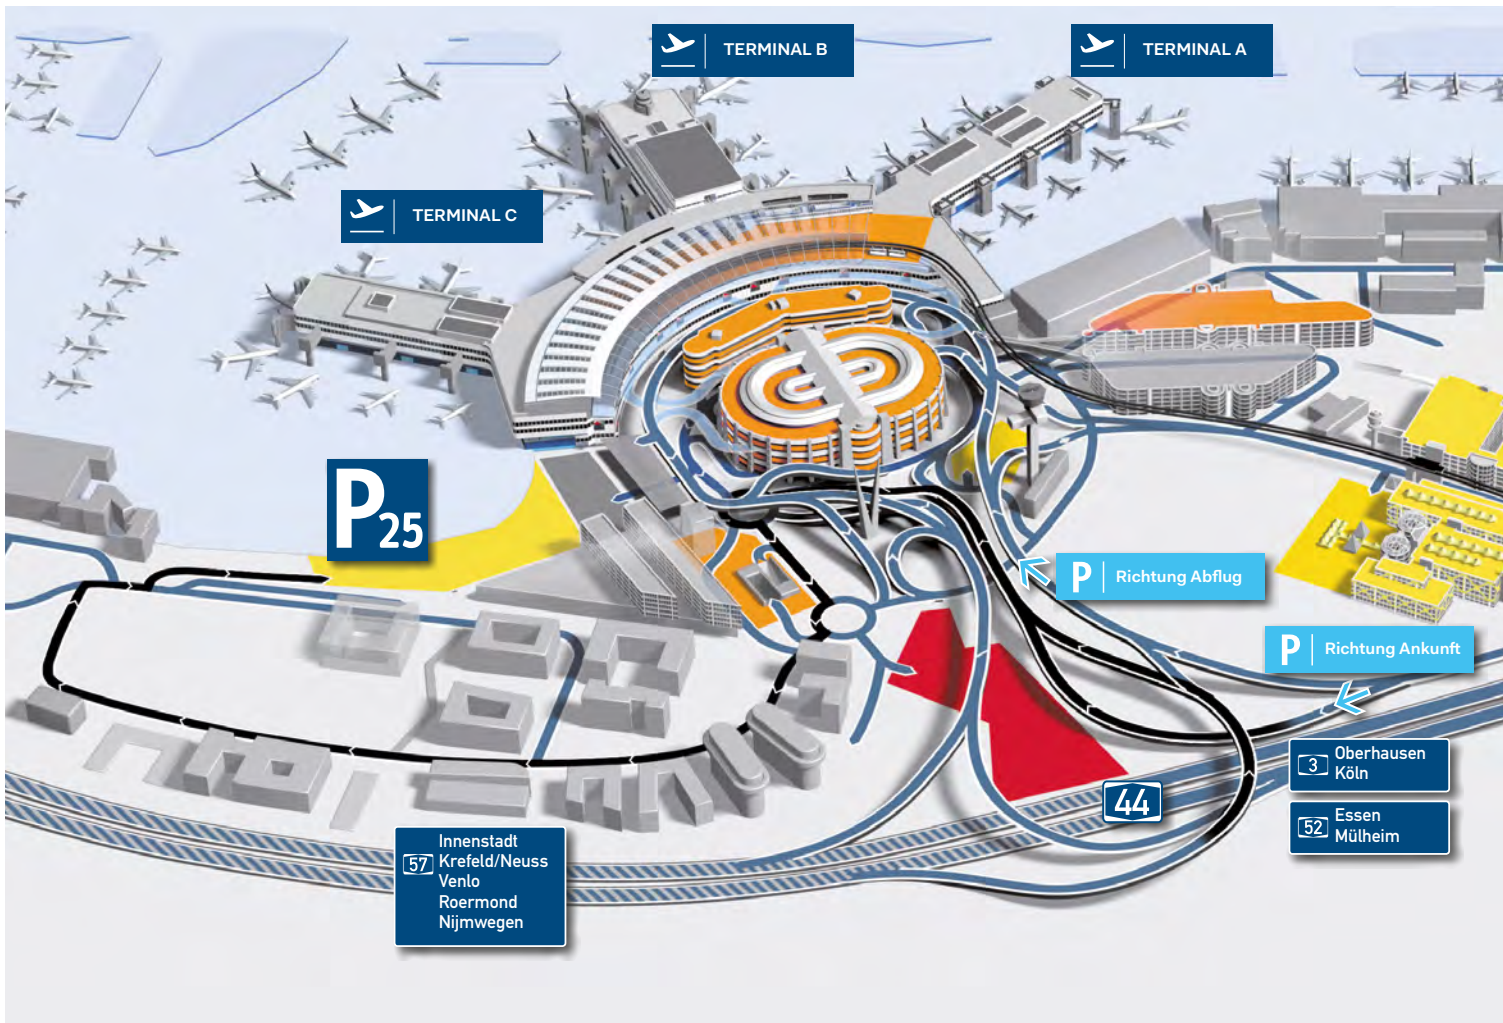 TERMINAL B
TERMINAL A
TERMINAL C
P25
P Richtung Abflug
P Richtung Ankunft
3 Oberhausen
Köln
44
52 Essen
Mülheim
57 Innenstadt
Krefeld/Neuss
Venlo
Roermond
Nijmwegen